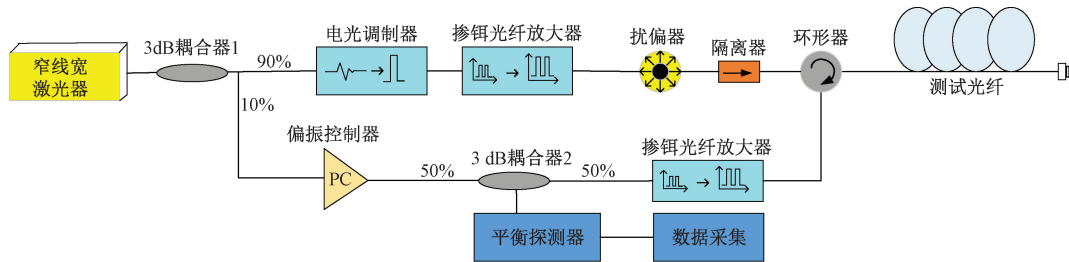 窄线宽
激光器
3dB耦合器1
90%
10%
电光调制器
掺铒光纤放大器
扰偏器
隔离器
环形器
测试光纤
偏振控制器
PC
50%
3 dB耦合器2
50%
掺铒光纤放大器
平衡探测器
数据采集